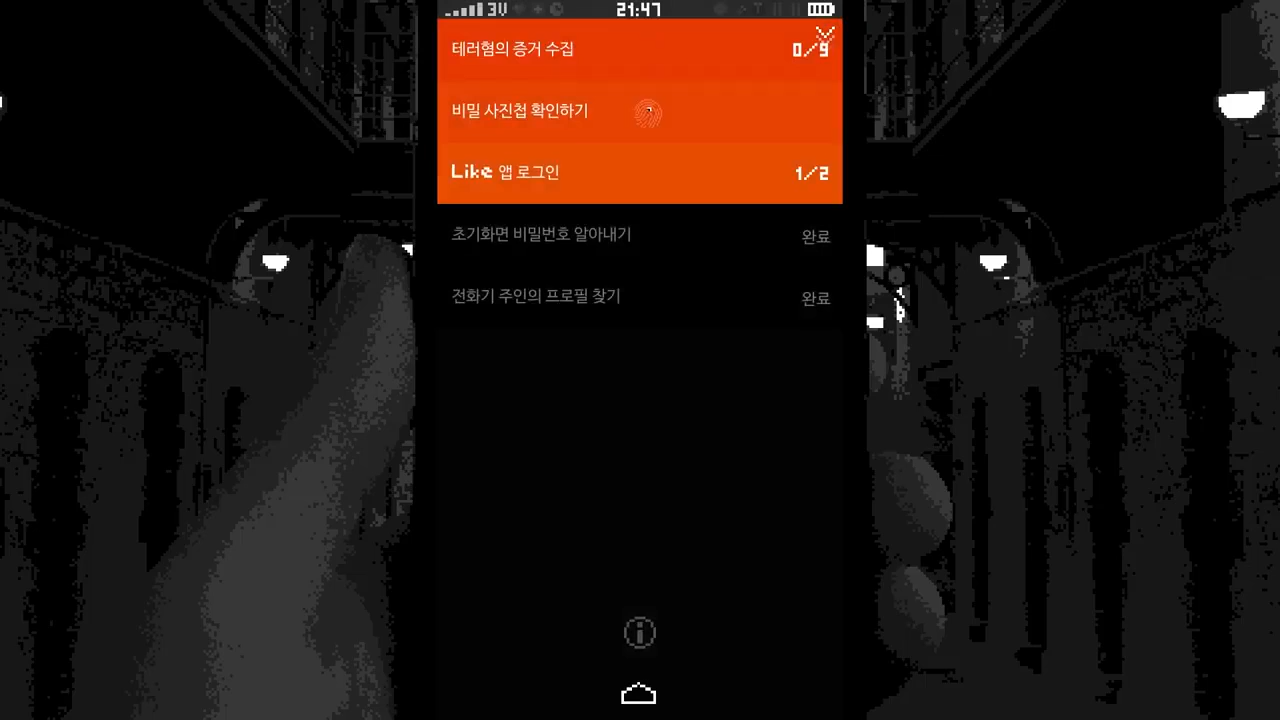 3V
21:47
테러혐의 증거 수집 0/9
비밀 사진첩 확인하기
Like 앱 로그인 1/2
초기화면 비밀번호 알아내기 완료
전화기 주인의 프로필 찾기 완료